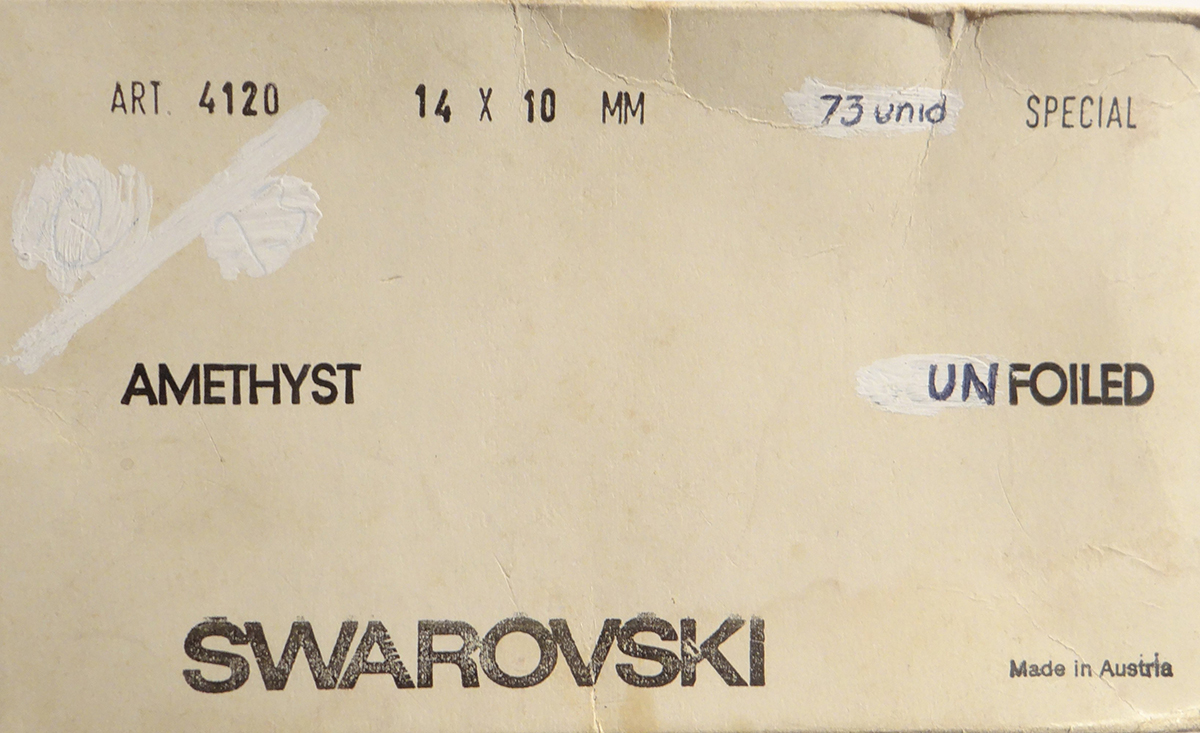 ART. 4120 14 X 10 MM 73 unid SPECIAL
AMETHYST UNFOILED
SWAROVSKI
Made in Austria